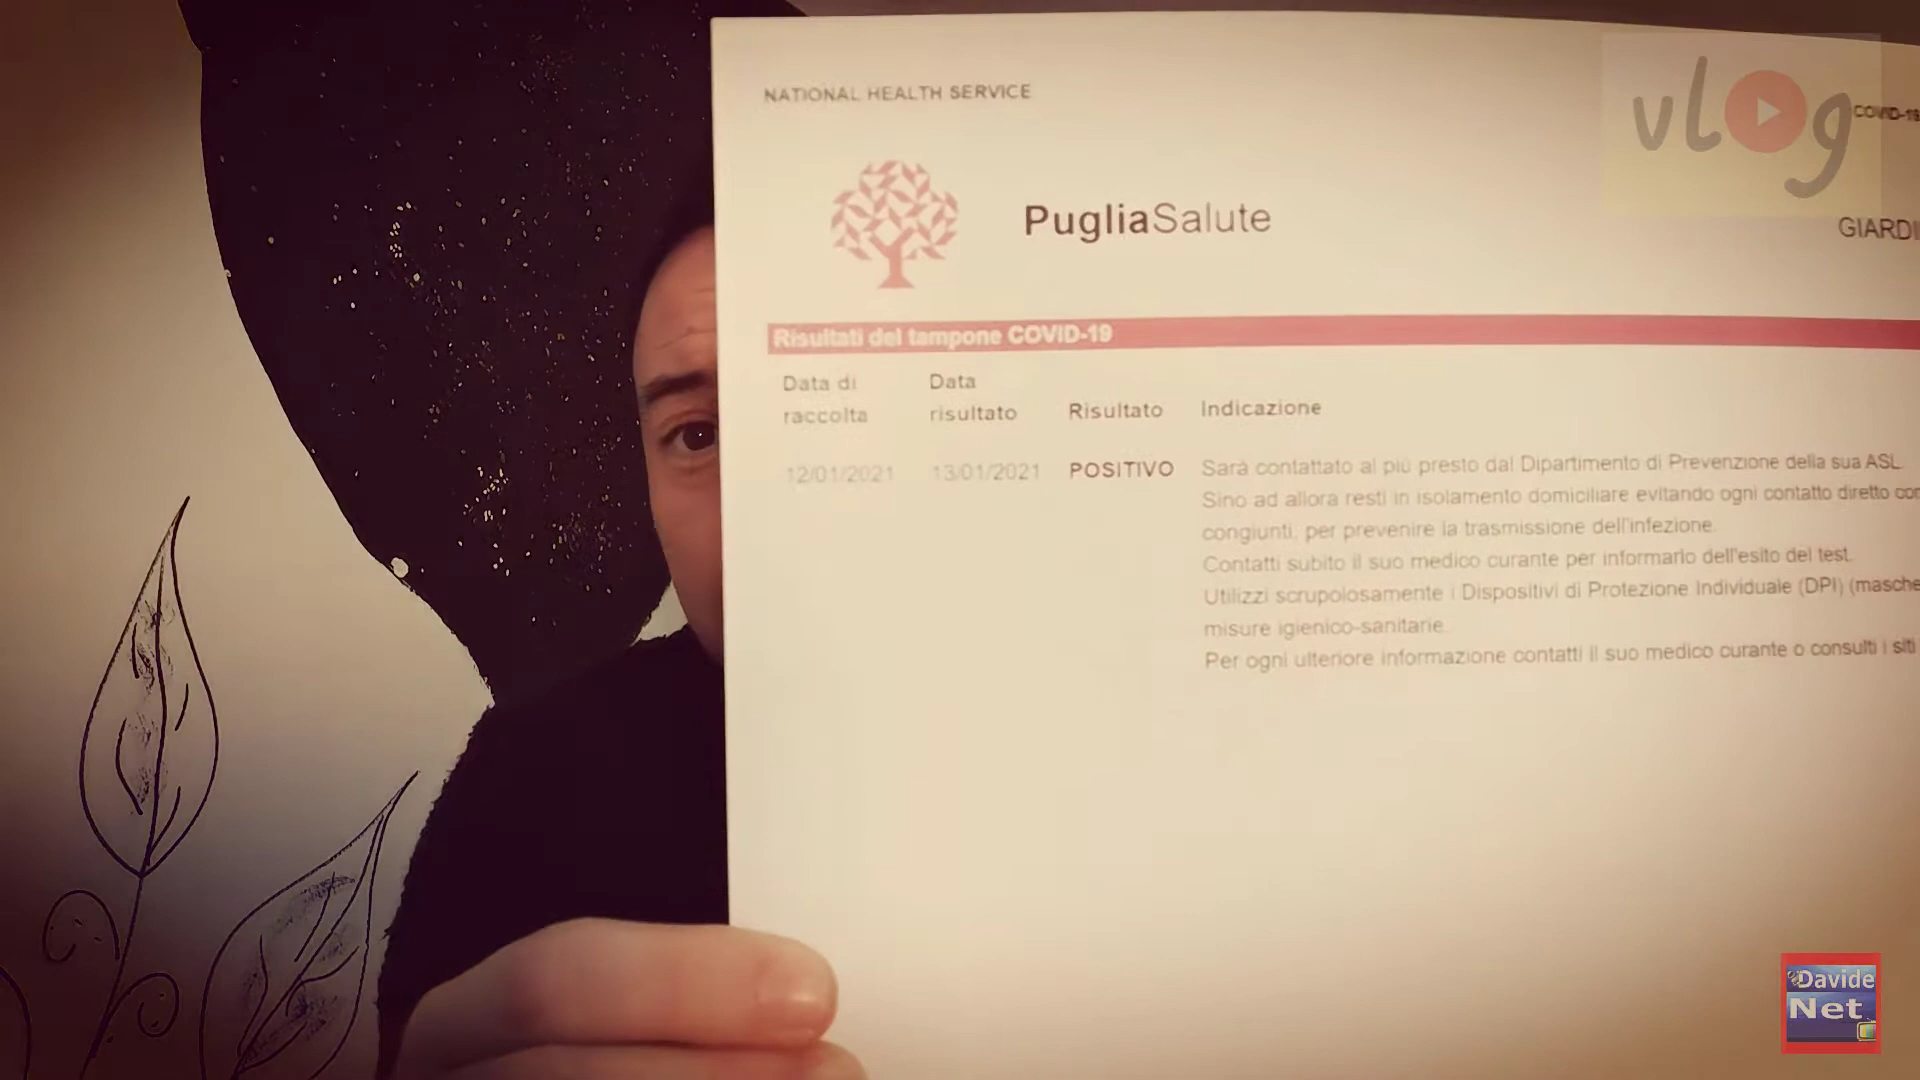 NATIONAL HEALTH SERVICE
vlog
COVID-19
PugliaSalute
GIARDI
Risultati del tampone COVID-19
Data di raccolta
Data risultato
Risultato
Indicazione
12/01/2021
13/01/2021
POSITIVO
Sarà contattato al più presto dal Dipartimento di Prevenzione della sua ASL
Sino ad allora resti in isolamento domiciliare evitando ogni contatto diretto con
congiunti, per prevenire la trasmissione dell'infezione.
Contatti subito il suo medico curante per informarlo dell'esito del test.
Utilizzi scrupolosamente i Dispositivi di Protezione Individuale (DPI) (masche
misure igienico-sanitarie.
Per ogni ulteriore informazione contatti il suo medico curante o consulti i siti
Davide
Net